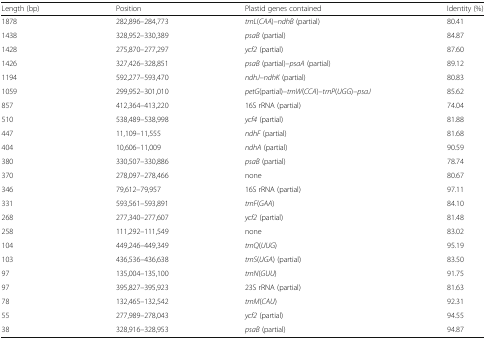 Length (bp) Position Plastid genes contained Identity (%)
1878 282,896–284,773 trnL(CAA)–ndhB (partial) 80.41
1438 328,952–330,389 psaB (partial) 84.87
1428 275,870–277,297 ycf2 (partial) 87.60
1426 327,426–328,851 psaB (partial)–psaA (partial) 89.12
1194 592,277–593,470 ndhJ–ndhK (partial) 80.83
1059 299,952–301,010 petG(partial)–trnW(CCA)–trnP(UGG)–psaJ 85.62
857 412,364–413,220 16S rRNA (partial) 74.04
510 538,489–538,998 ycf4 (partial) 81.88
447 11,109–11,555 ndhF (partial) 81.68
404 10,606–11,009 ndhA (partial) 90.59
380 330,507–330,886 psaB (partial) 78.74
370 278,097–278,466 none 80.67
346 79,612–79,957 16S rRNA (partial) 97.11
331 593,561–593,891 trnF(GAA) 84.10
268 277,340–277,607 ycf2 (partial) 81.48
258 111,292–111,549 none 83.02
104 449,246–449,349 trnQ(UUG) 95.19
103 436,536–436,638 trnS(UGA) (partial) 83.50
97 135,004–135,100 trnN(GUU) 91.75
97 395,827–395,923 23S rRNA (partial) 81.63
78 132,465–132,542 trnM(CAU) 92.31
55 277,989–278,043 ycf2 (partial) 94.55
38 328,916–328,953 psaB (partial) 94.87